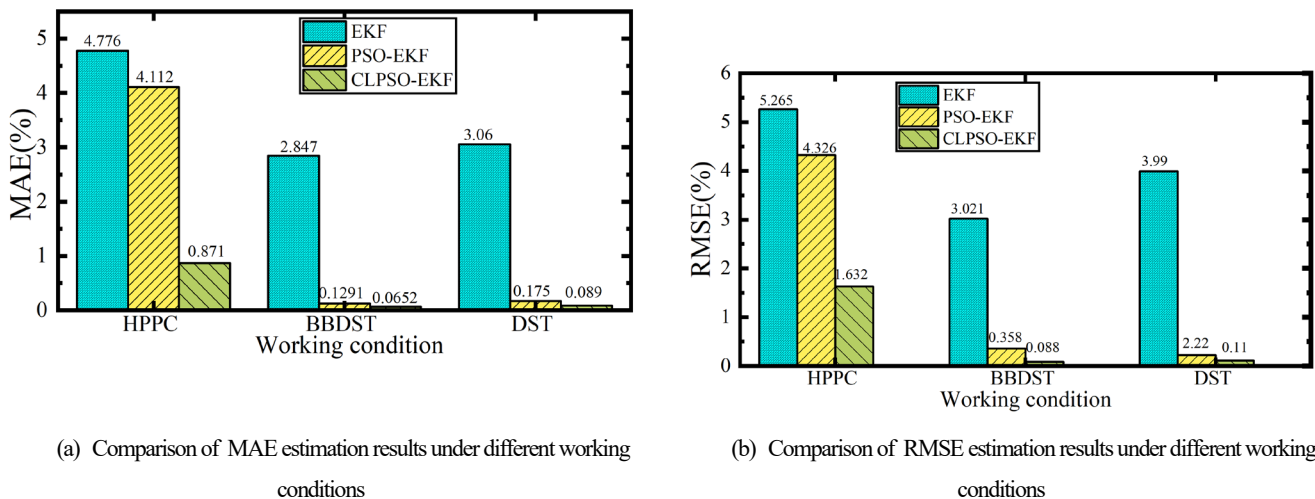 EKF
PSO-EKF
CLPSO-EKF
MAE(%)
5
4
3
2
1
0
4.776
4.112
0.871
2.847
0.1291
0.0652
3.06
0.175
0.089
HPPC
BBDST
DST
Working condition
(a) Comparison of MAE estimation results under different working
conditions
EKF
PSO-EKF
CLPSO-EKF
RMSE(%)
6
5
4
3
2
1
0
5.265
4.326
1.632
3.021
0.358
0.088
3.99
2.22
0.11
HPPC
BBDST
DST
Working condition
(b) Comparison of RMSE estimation results under different working
conditions